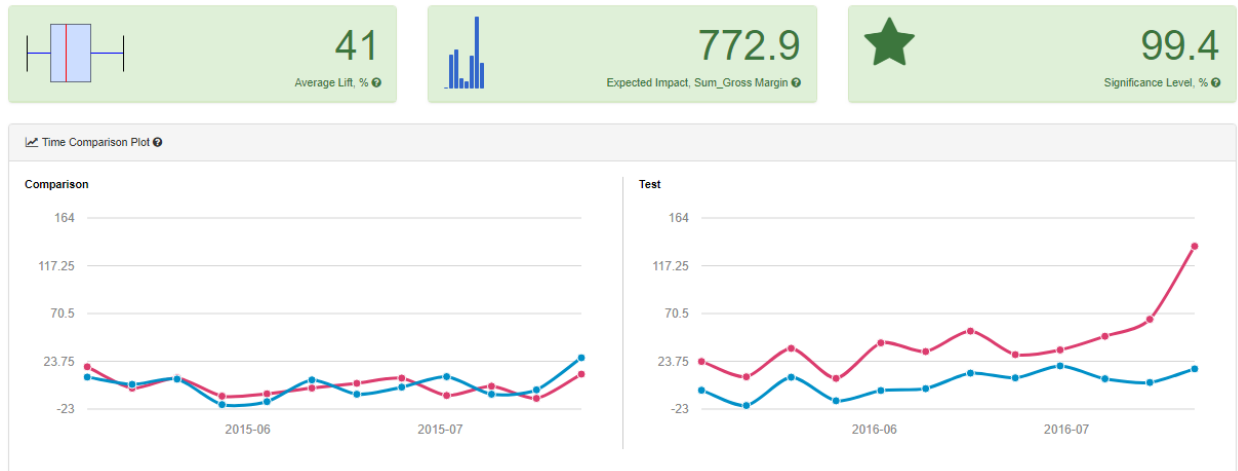 41
Average Lift, %
772.9
Expected Impact, Sum_Gross Margin
99.4
Significance Level, %
Time Comparison Plot
Comparison
164
117.25
70.5
23.75
-23
2015-06 2015-07
Test
164
117.25
70.5
23.75
-23
2016-06 2016-07